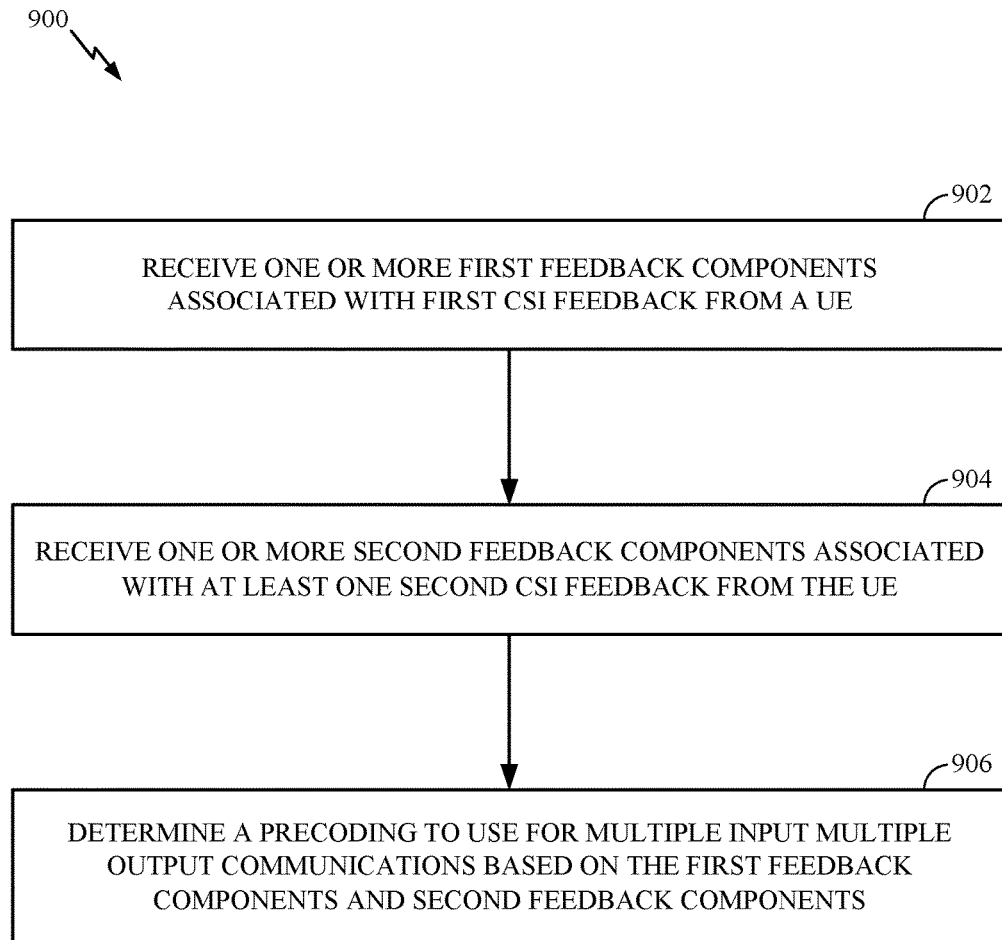 900
902
RECEIVE ONE OR MORE FIRST FEEDBACK COMPONENTS
ASSOCIATED WITH FIRST CSI FEEDBACK FROM A UE
904
RECEIVE ONE OR MORE SECOND FEEDBACK COMPONENTS ASSOCIATED
WITH AT LEAST ONE SECOND CSI FEEDBACK FROM THE UE
906
DETERMINE A PRECODING TO USE FOR MULTIPLE INPUT MULTIPLE
OUTPUT COMMUNICATIONS BASED ON THE FIRST FEEDBACK
COMPONENTS AND SECOND FEEDBACK COMPONENTS